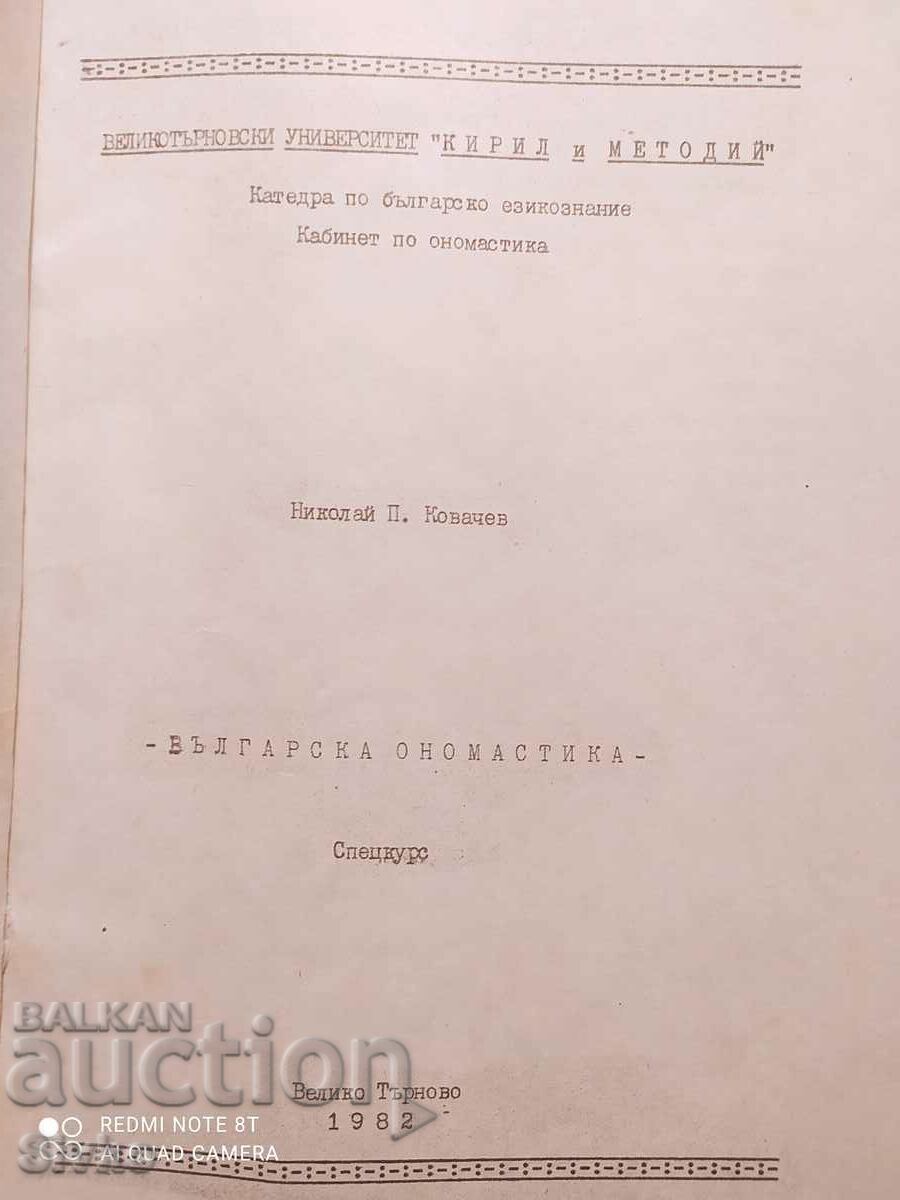 ВЕЛИКОТЪРНОВСКИ УНИВЕРСИТЕТ "КИРИЛ и МЕТОДИЙ"
Катедра по българско езикознание
Кабинет по ономастика
Николай П. Ковачев
- БЪЛГАРСКА ОНОМАСТИКА -
Спецкурс
BALKAN
auction
Велико Търново
1982
REDMI NOTE 8T
AI QUAD CAMERA